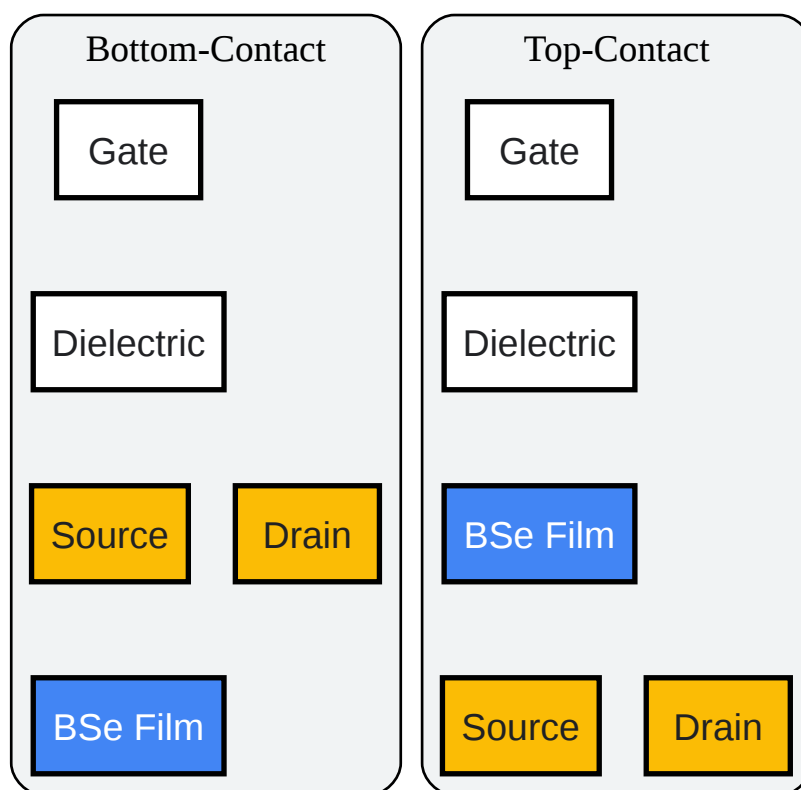 Bottom-Contact
Gate
Dielectric
Source Drain
BSe Film
Top-Contact
Gate
Dielectric
BSe Film
Source Drain